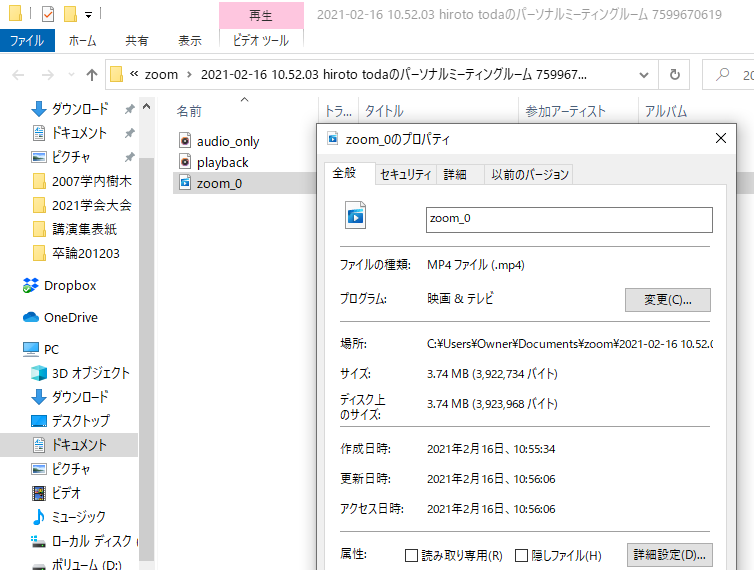 再生
2021-02-16 10.52.03 hiroto todaのパーソナルミーティングルーム 7599670619
ファイル ホーム 共有 表示 ビデオ ツール
« zoom › 2021-02-16 10.52.03 hiroto todaのパーソナルミーティングルーム 759967...
20
名前 トラ... タイトル 参加アーティスト アルバム
audio_only
playback
zoom_0
ダウンロード
ドキュメント
ピクチャ
2007学内樹木
2021学会大会
講演集表紙
卒論201203
Dropbox
OneDrive
PC
3D オブジェクト
ダウンロード
デスクトップ
ドキュメント
ピクチャ
ビデオ
ミュージック
ローカル ディスク (
ボリューム (D:)
zoom_0のプロパティ
全般 セキュリティ 詳細 以前のバージョン
zoom_0
ファイルの種類: MP4 ファイル (.mp4)
プログラム: 映画 & テレビ 変更(C)...
場所: C:¥Users¥Owner¥Documents¥zoom¥2021-02-16 10.52.0
サイズ: 3.74 MB (3,922,734 バイト)
ディスク上
のサイズ: 3.74 MB (3,923,968 バイト)
作成日時: 2021年2月16日、10:55:34
更新日時: 2021年2月16日、10:56:06
アクセス日時: 2021年2月16日、10:56:06
属性: 読み取り専用(R) 隠しファイル(H) 詳細設定(D)...